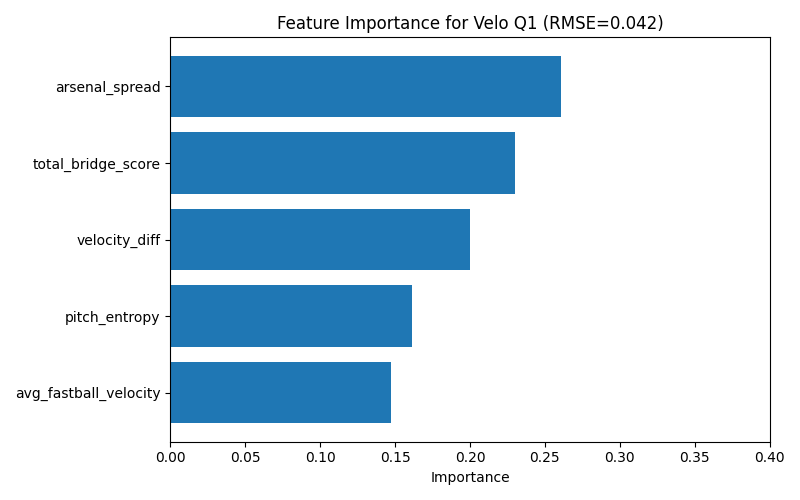 Feature Importance for Velo Q1 (RMSE=0.042)
arsenal_spread
total_bridge_score
velocity_diff
pitch_entropy
avg_fastball_velocity
0.00 0.05 0.10 0.15 0.20 0.25 0.30 0.35 0.40
Importance